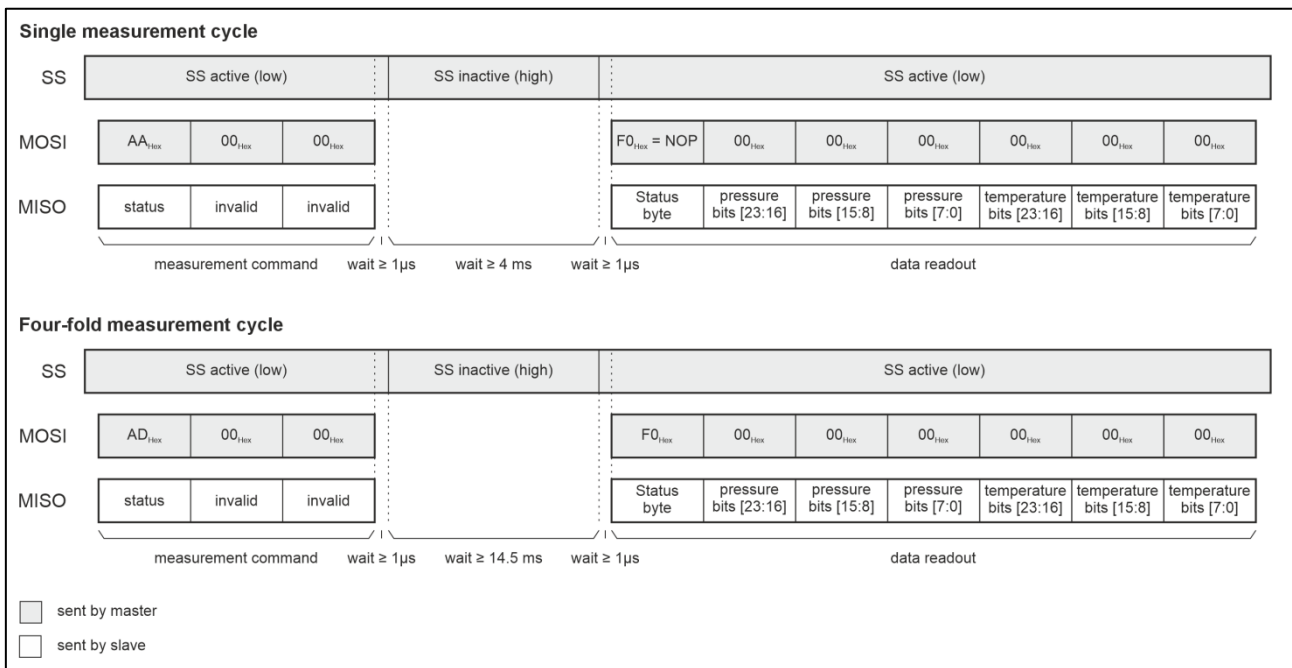 Single measurement cycle
SS SS active (low) SS inactive (high) SS active (low)
MOSI AAHex 00Hex 00Hex F0Hex = NOP 00Hex 00Hex 00Hex 00Hex 00Hex 00Hex
MISO status invalid invalid Status byte pressure bits [23:16] pressure bits [15:8] pressure bits [7:0] temperature bits [23:16] temperature bits [15:8] temperature bits [7:0]
measurement command wait ≥ 1µs wait ≥ 4 ms wait ≥ 1µs data readout
Four-fold measurement cycle
SS SS active (low) SS inactive (high) SS active (low)
MOSI ADHex 00Hex 00Hex F0Hex 00Hex 00Hex 00Hex 00Hex 00Hex 00Hex
MISO status invalid invalid Status byte pressure bits [23:16] pressure bits [15:8] pressure bits [7:0] temperature bits [23:16] temperature bits [15:8] temperature bits [7:0]
measurement command wait ≥ 1µs wait ≥ 14.5 ms wait ≥ 1µs data readout
sent by master
sent by slave